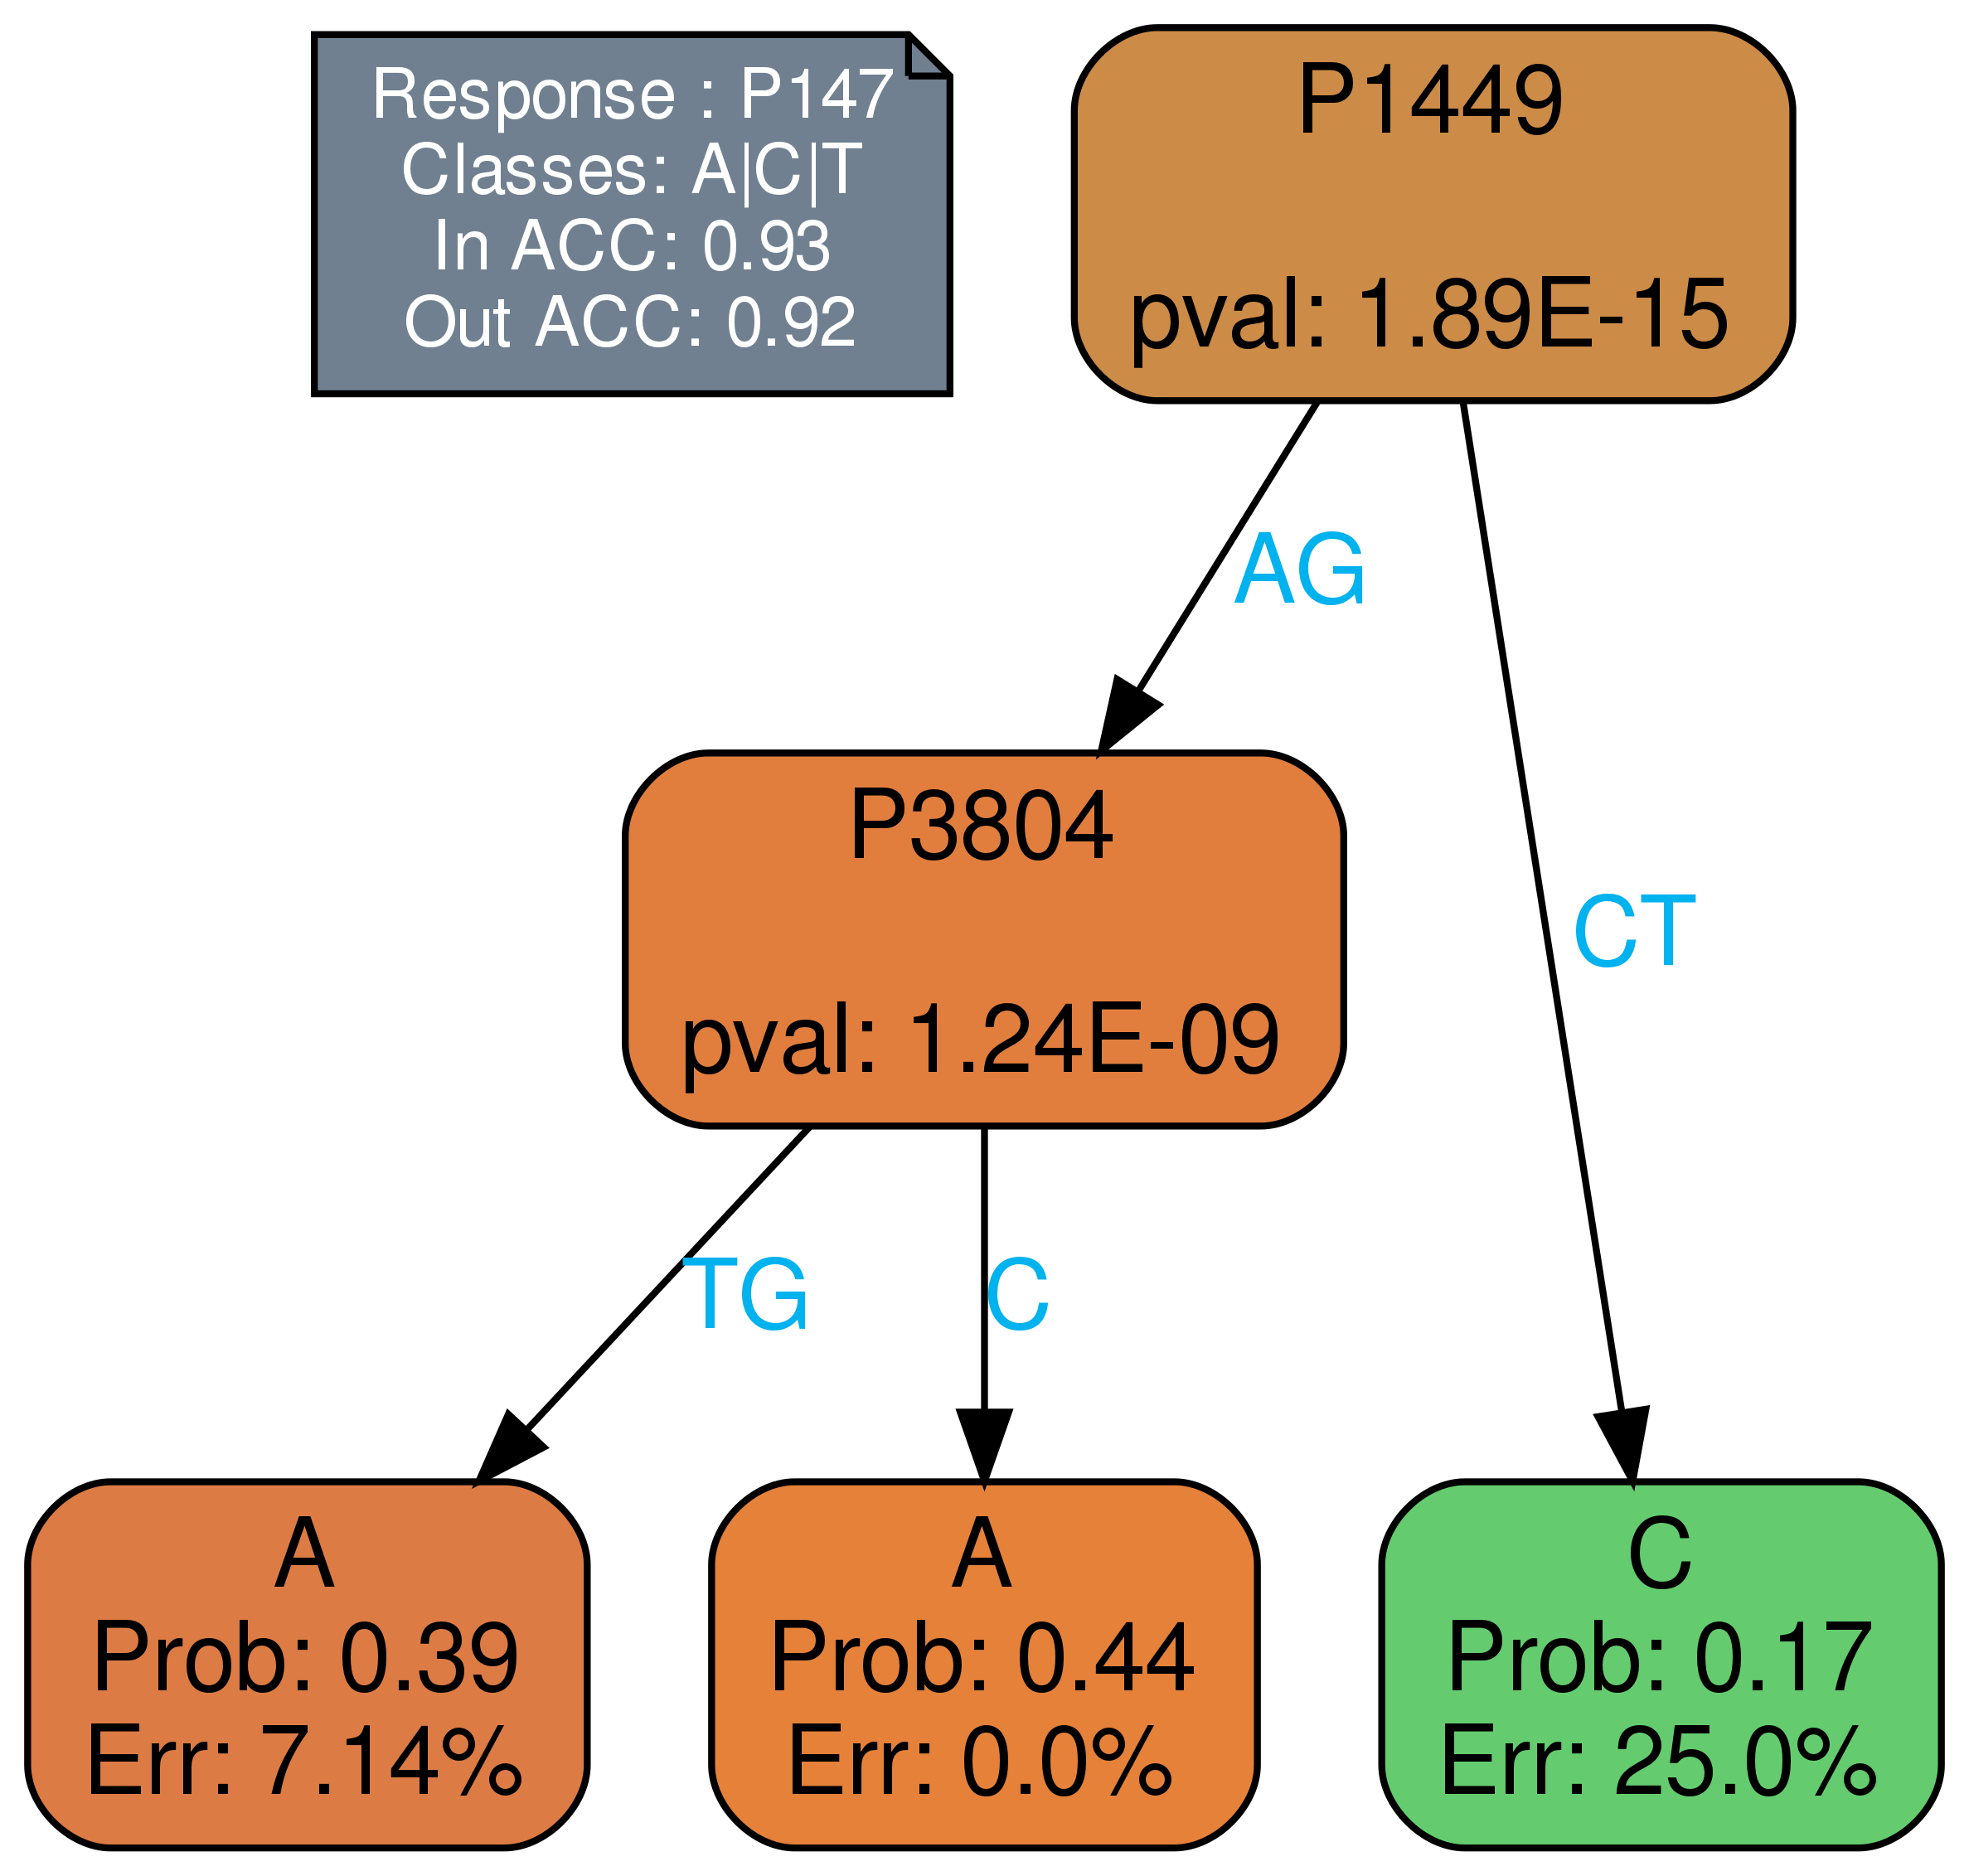 Response : P147
Classes: A|C|T
In ACC: 0.93
Out ACC: 0.92
P1449
pval: 1.89E-15
AG
CT
P3804
pval: 1.24E-09
TG
C
A
Prob: 0.39
Err: 7.14%
A
Prob: 0.44
Err: 0.0%
C
Prob: 0.17
Err: 25.0%